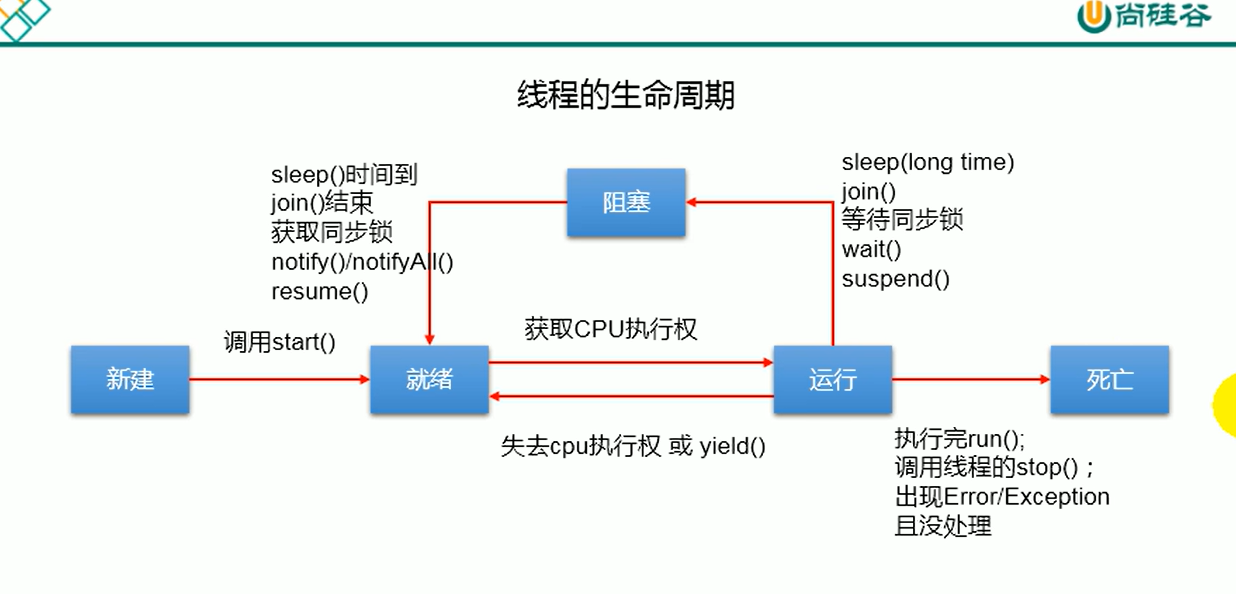 尚硅谷
线程的生命周期
sleep()时间到
join()结束
获取同步锁
notify()/notifyAll()
resume()
阻塞
sleep(long time)
join()
等待同步锁
wait()
suspend()
调用start()
获取CPU执行权
新建
就绪
运行
死亡
失去cpu执行权 或 yield()
执行完run();
调用线程的stop() ;
出现Error/Exception
且没处理